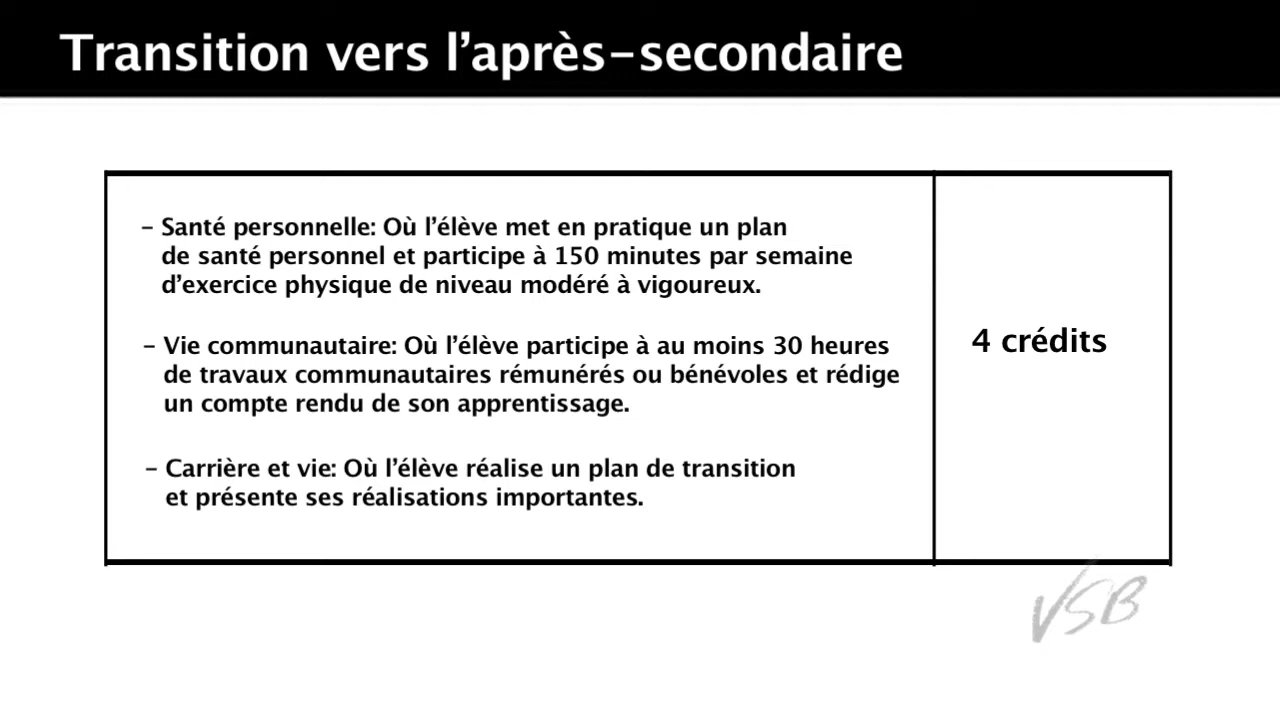 Transition vers l'après-secondaire
- Santé personnelle: Où l'élève met en pratique un plan
de santé personnel et participe à 150 minutes par semaine
d'exercice physique de niveau modéré à vigoureux.
- Vie communautaire: Où l'élève participe à au moins 30 heures
de travaux communautaires rémunérés ou bénévoles et rédige
un compte rendu de son apprentissage.
- Carrière et vie: Où l'élève réalise un plan de transition
et présente ses réalisations importantes.
4 crédits
VSB